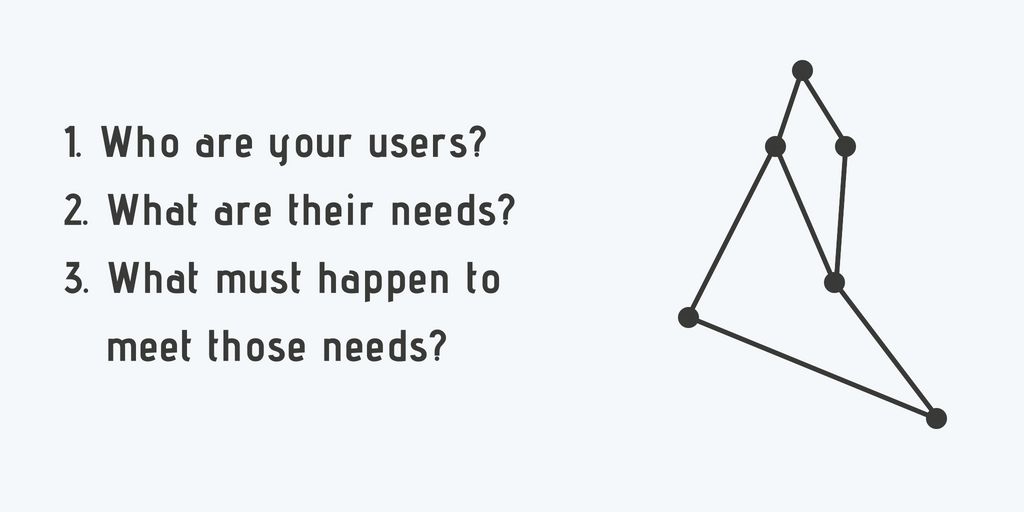 1. Who are your users?
2. What are their needs?
3. What must happen to
meet those needs?